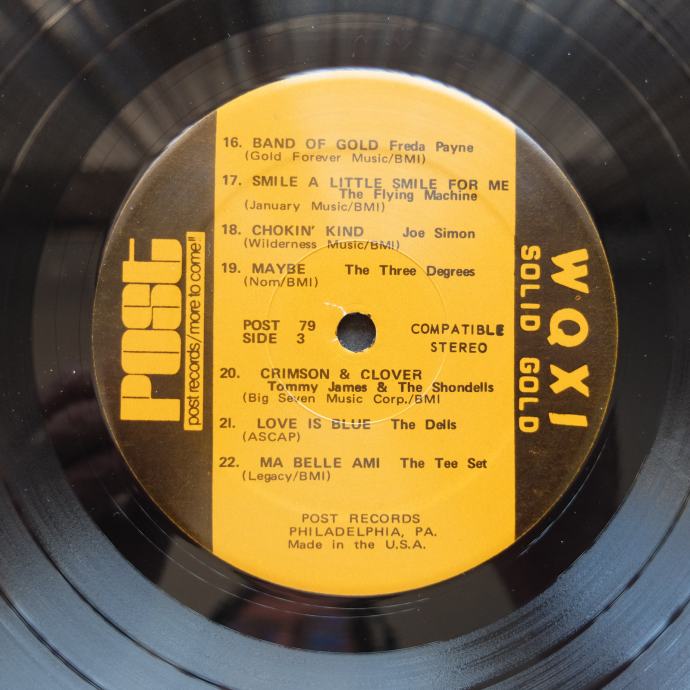 16. BAND OF GOLD Freda Payne
(Gold Forever Music/BMI)
17. SMILE A LITTLE SMILE FOR ME
The Flying Machine
(January Music/BMI)
18. CHOKIN' KIND Joe Simon
(Wilderness Music/BMI)
19. MAYBE The Three Degrees
(Nom/BMI)
POST 79 COMPATIBLE
SIDE 3 STEREO
20. CRIMSON & CLOVER
Tommy James & The Shondells
(Big Seven Music Corp./BMI
21. LOVE IS BLUE The Dells
(ASCAP)
22. MA BELLE AMI The Tee Set
(Legacy/BMI)
POST RECORDS
PHILADELPHIA, PA.
Made in the U.S.A.
POST
post records/more to come!!
WQXI
SOLID GOLD